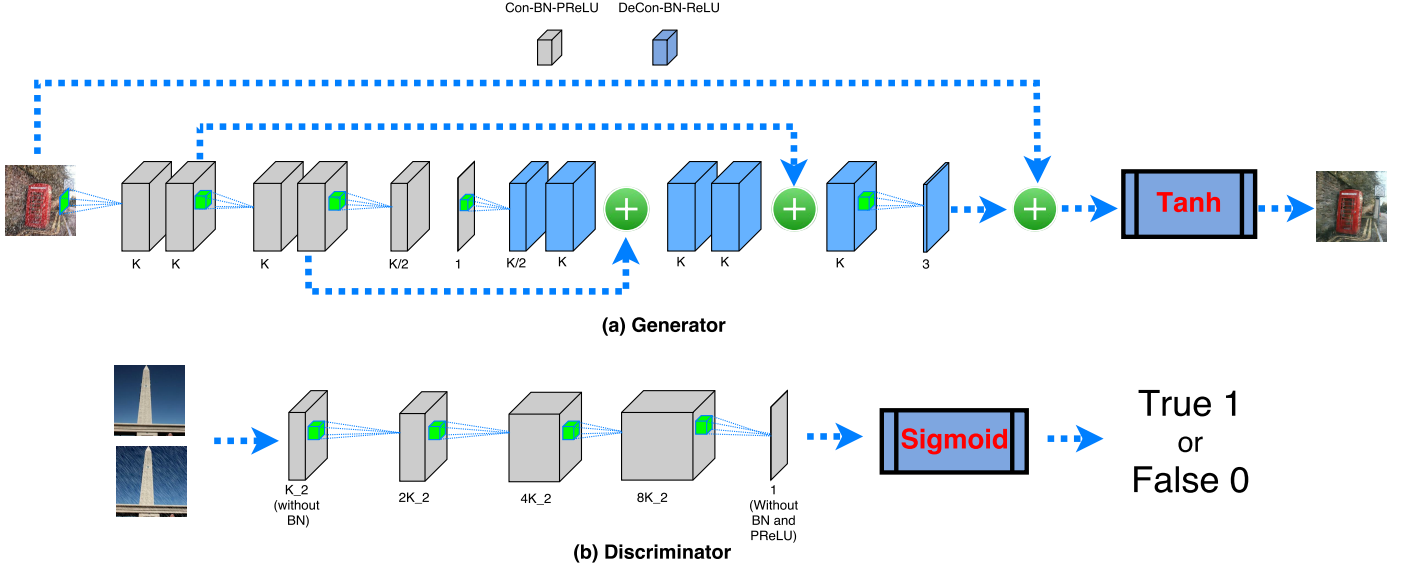 Con-BN-PReLU DeCon-BN-ReLU
K K K K/2 1 K/2 K K K K 3
Tanh
(a) Generator
Sigmoid
True 1
or
False 0
K_2
(without
BN)
2K_2
4K_2
8K_2
1
(Without
BN and
PReLU)
(b) Discriminator